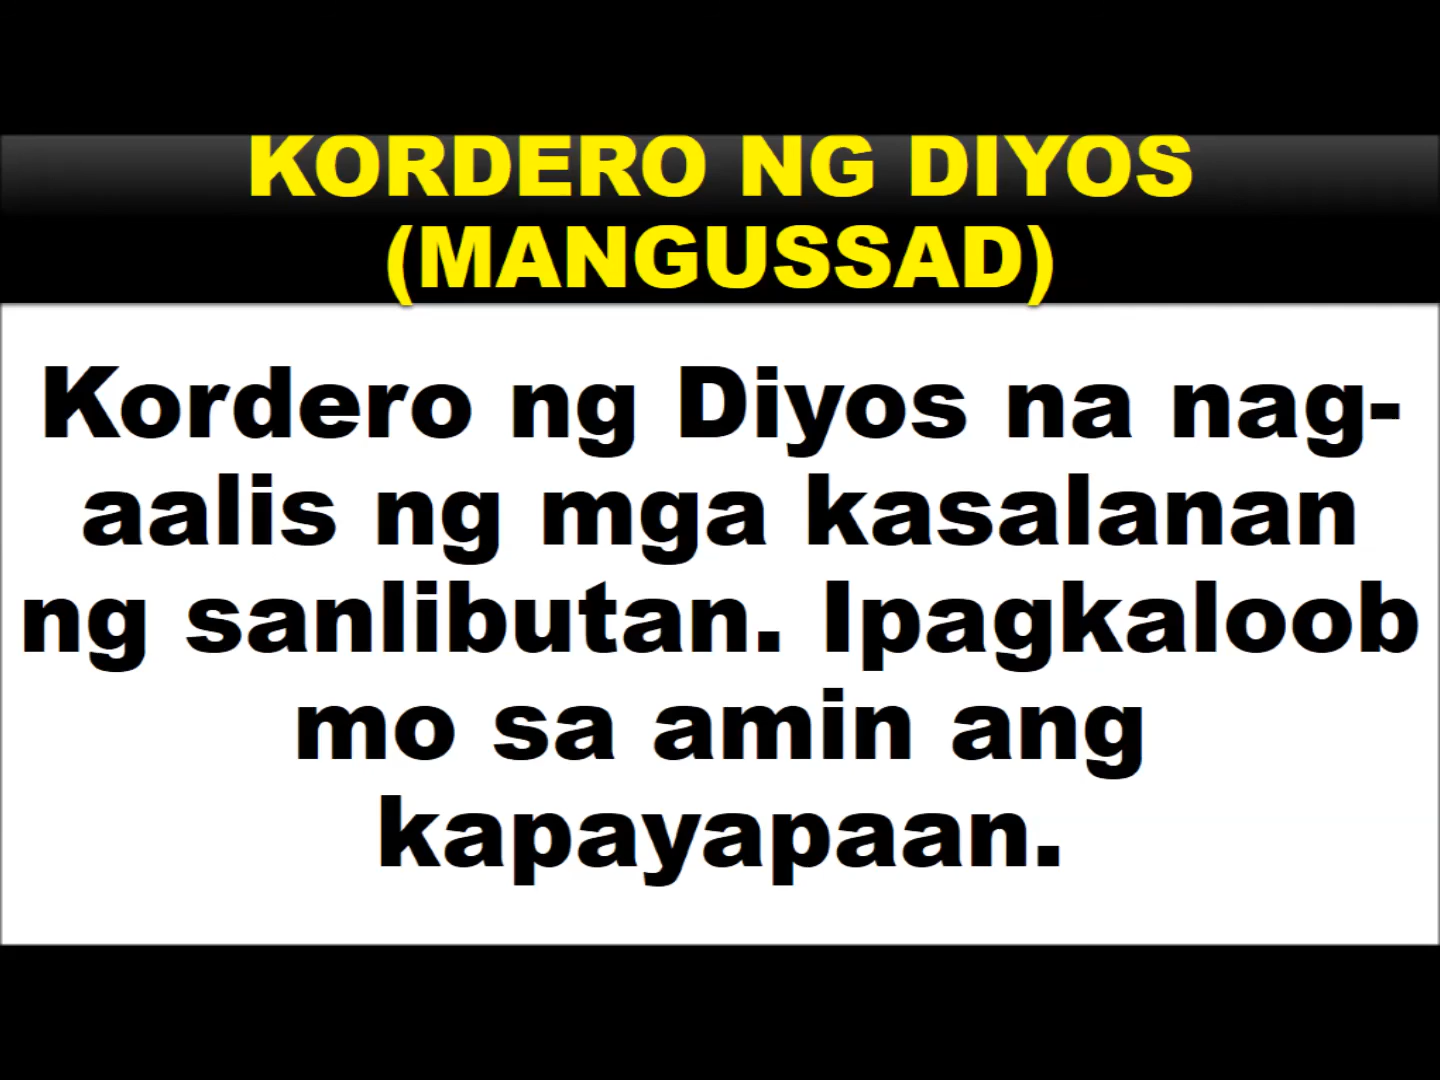 KORDERO NG DIYOS
(MANGUSSAD)
Kordero ng Diyos na nag-
aalis ng mga kasalanan
ng sanlibutan. Ipagkaloob
mo sa amin ang
kapayapaan.